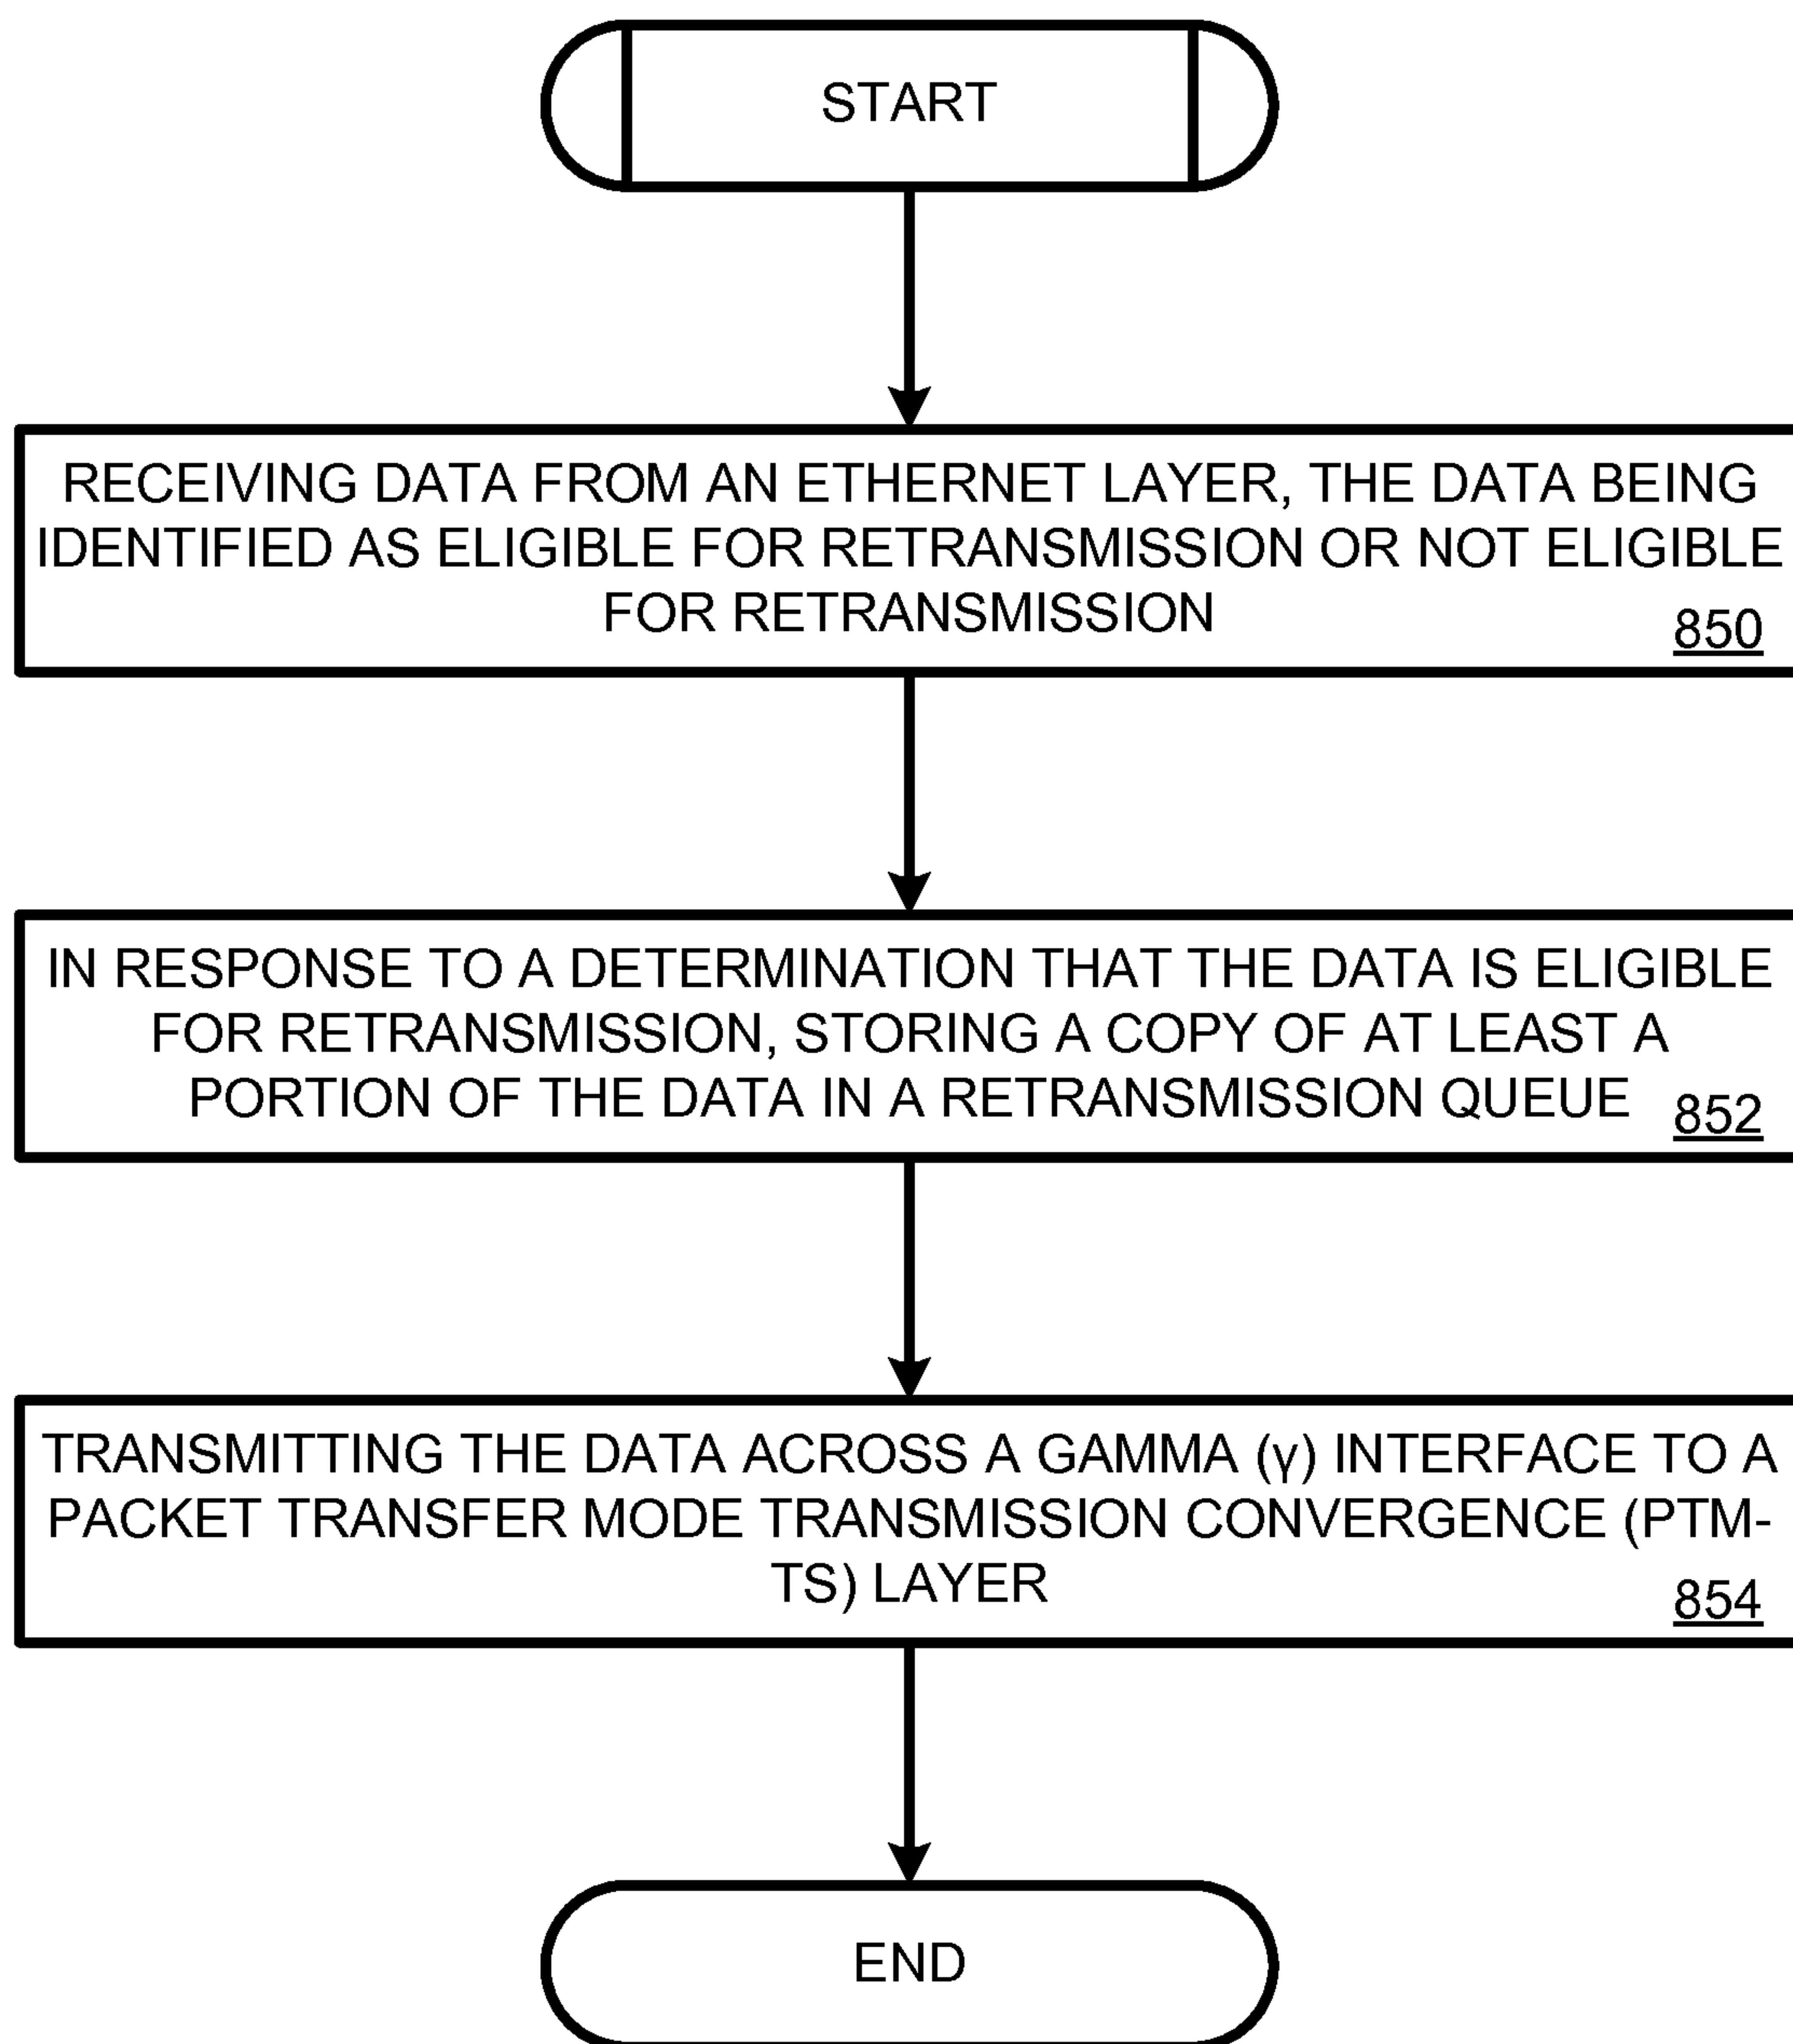 START
RECEIVING DATA FROM AN ETHERNET LAYER, THE DATA BEING
IDENTIFIED AS ELIGIBLE FOR RETRANSMISSION OR NOT ELIGIBLE
FOR RETRANSMISSION
850
IN RESPONSE TO A DETERMINATION THAT THE DATA IS ELIGIBLE
FOR RETRANSMISSION, STORING A COPY OF AT LEAST A
PORTION OF THE DATA IN A RETRANSMISSION QUEUE
852
TRANSMITTING THE DATA ACROSS A GAMMA (γ) INTERFACE TO A
PACKET TRANSFER MODE TRANSMISSION CONVERGENCE (PTM-
TS) LAYER
854
END